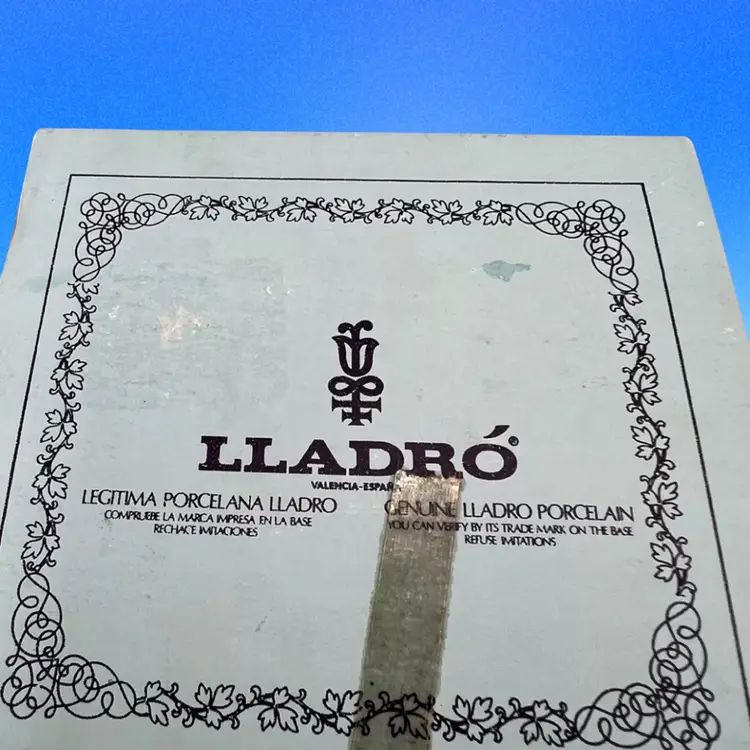 LLADRÓ®
VALENCIA-ESPAÑA
LEGITIMA PORCELANA LLADRO
COMPRUEBE LA MARCA IMPRESA EN LA BASE
RECHACE IMITACIONES
GENUINE LLADRO PORCELAIN
YOU CAN VERIFY BY ITS TRADE MARK ON THE BASE
REFUSE IMITATIONS